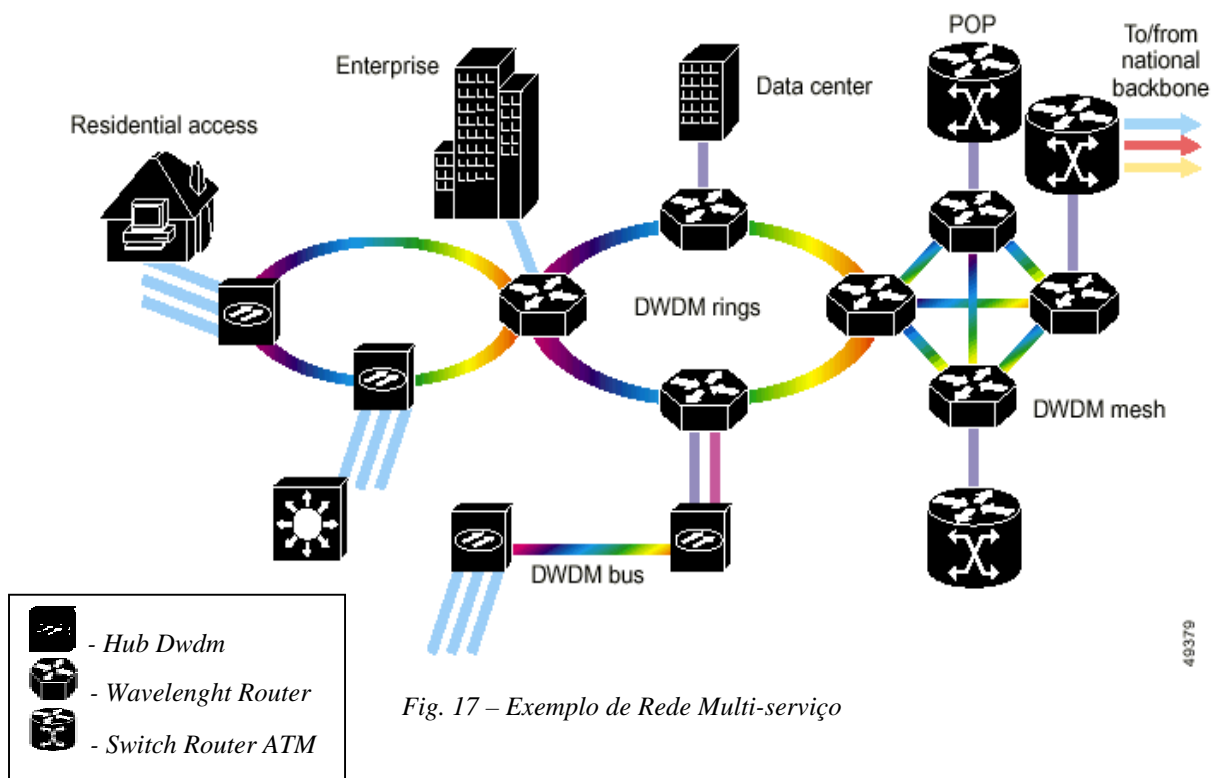 POP
To/from
national
backbone
Enterprise
Data center
Residential access
DWDM rings
DWDM mesh
DWDM bus
49379
- Hub Dwdm
- Wavelenght Router
- Switch Router ATM
Fig. 17 – Exemplo de Rede Multi-serviço